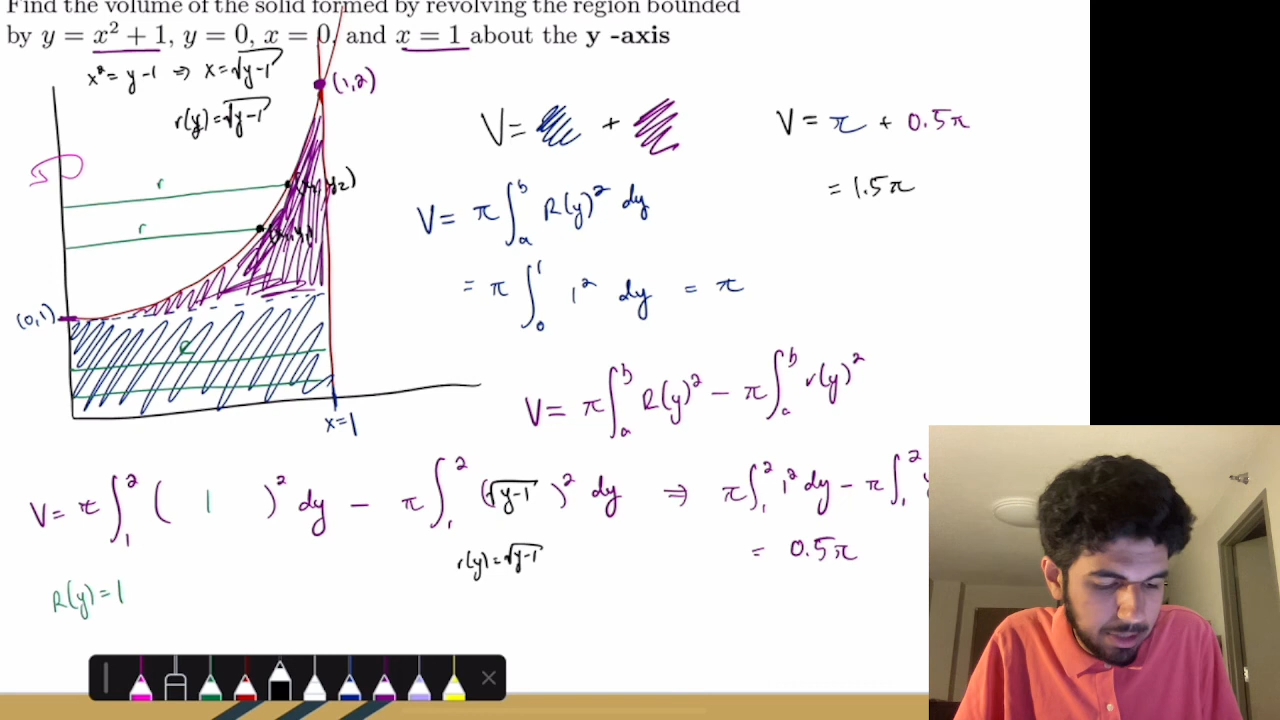 Find the volume of the solid formed by revolving the region bounded
by y = x² + 1, y = 0, x = 0, and x = 1 about the y -axis
x² = y-1 ⇒ x = √y-1
r(y) = √y-1
(1,2)
r
r
(0,1)
R
x=1
V = +
V = π ∫ₐᵇ R(y)² dy
= π ∫₀¹ 1² dy = π
V = π + 0.5π
= 1.5π
V = π ∫ₐᵇ R(y)² - π ∫ₐᵇ r(y)²
V = π ∫₁² ( 1 )² dy - π ∫₁² (√y-1)² dy ⇒ π ∫₁² 1² dy - π ∫₁²
r(y) = √y-1
= 0.5π
R(y) = 1